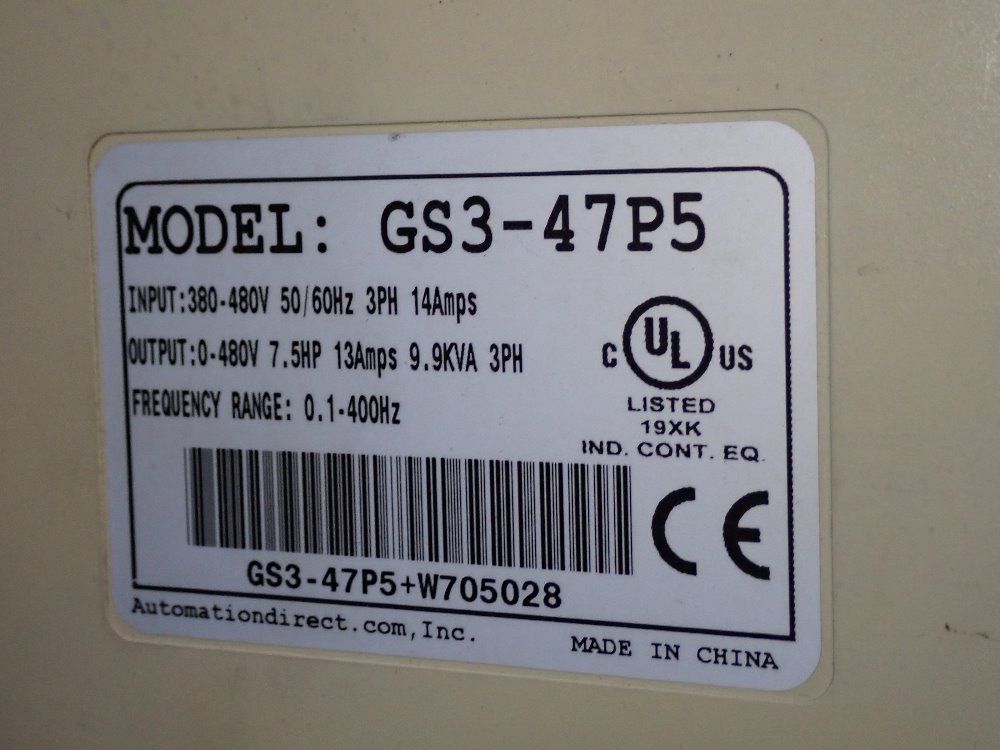 MODEL: GS3-47P5
INPUT:380-480V 50/60Hz 3PH 14Amps
OUTPUT:0-480V 7.5HP 13Amps 9.9KVA 3PH
FREQUENCY RANGE: 0.1-400Hz
C UL US
LISTED
19XK
IND. CONT. EQ.
CE
GS3-47P5+W705028
Automationdirect.com,Inc.
MADE IN CHINA